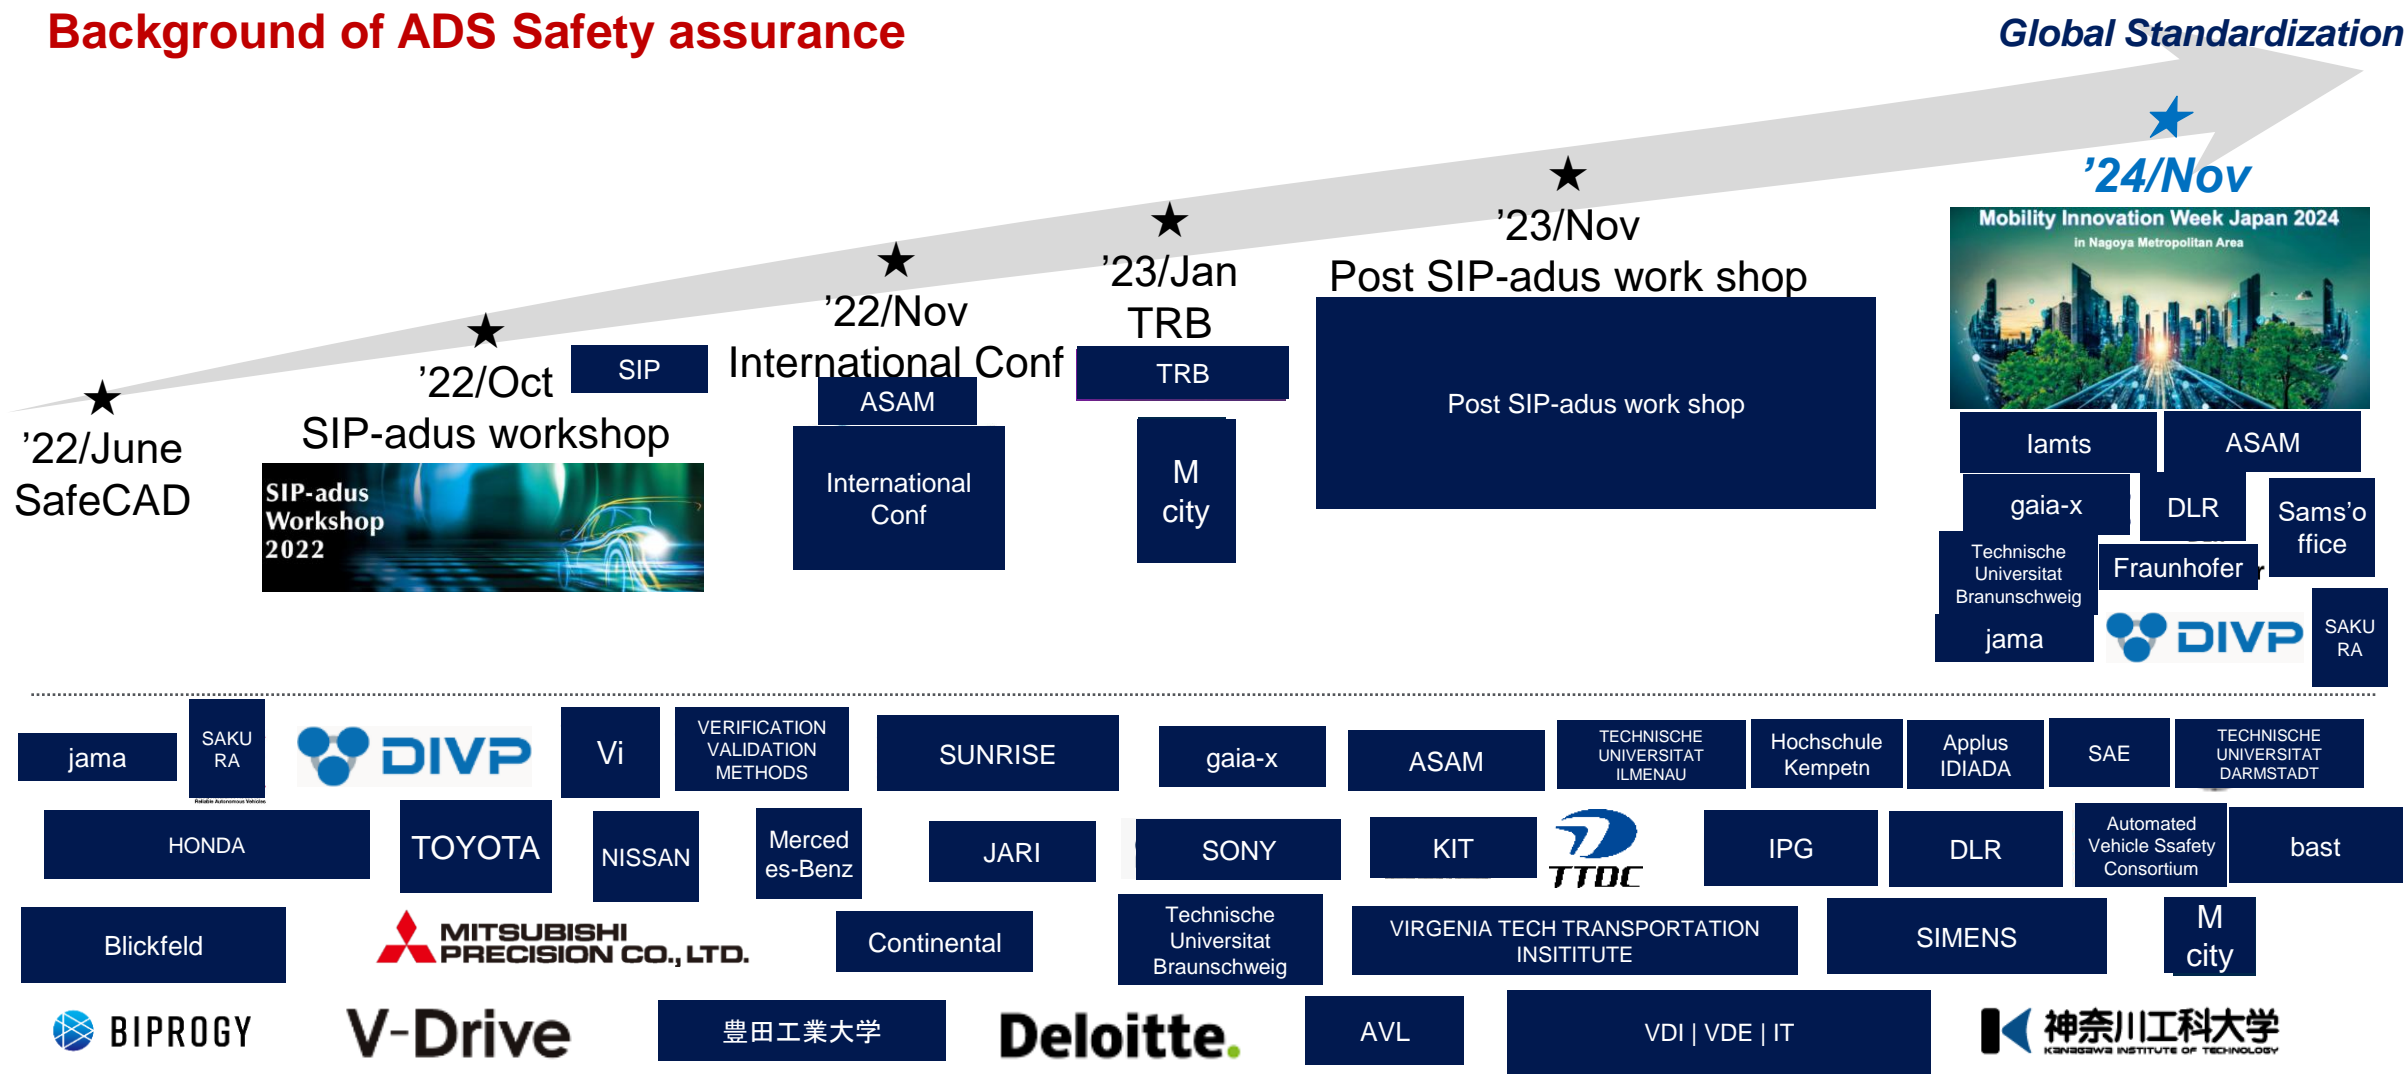 Background of ADS Safety assurance
Global Standardization
’24/Nov
Mobility Innovation Week Japan 2024
in Nagoya Metropolitan Area
’23/Nov
Post SIP-adus work shop
Post SIP-adus work shop
’23/Jan
TRB
TRB
M
city
’22/Nov
International Conf
ASAM
International
Conf
’22/Oct
SIP
SIP-adus workshop
SIP-adus
Workshop
2022
’22/June
SafeCAD
Iamts
ASAM
gaia-x
DLR
Sams’o
ffice
Technische
Universitat
Branunschweig
Fraunhofer
jama
DIVP
SAKU
RA
jama
SAKU
RA
Reliable Autonomous Vehicles
DIVP
Vi
VERIFICATION
VALIDATION
METHODS
SUNRISE
gaia-x
ASAM
TECHNISCHE
UNIVERSITAT
ILMENAU
Hochschule
Kempetn
Applus
IDIADA
SAE
TECHNISCHE
UNIVERSITAT
DARMSTADT
HONDA
TOYOTA
NISSAN
Merced
es-Benz
JARI
SONY
KIT
TTDC
IPG
DLR
Automated
Vehicle Ssafety
Consortium
bast
Blickfeld
MITSUBISHI
PRECISION CO.,LTD.
Continental
Technische
Universitat
Braunschweig
VIRGENIA TECH TRANSPORTATION
INSITITUTE
SIMENS
M
city
BIPROGY
V-Drive
豊田工業大学
Deloitte.
AVL
VDI | VDE | IT
神奈川工科大学
KANAGAWA INSTITUTE OF TECHNOLOGY